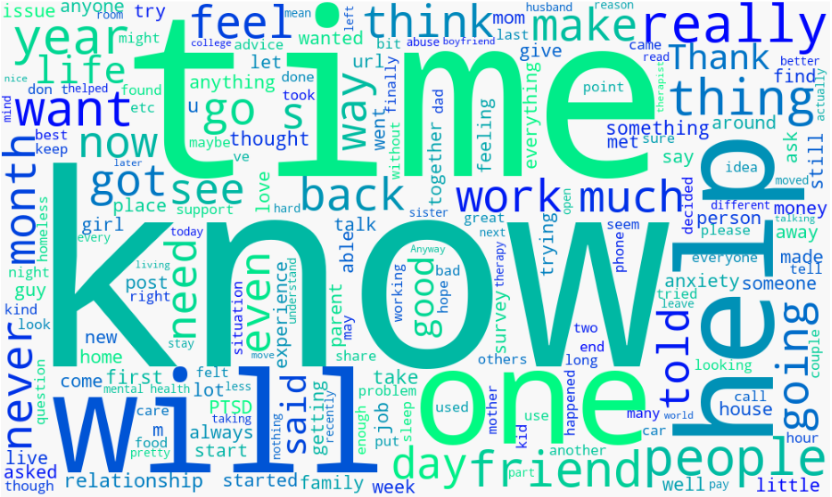 issue
anyone
room
try
mean
husband
reason
might
feel
college
advice
wanted
left
abuse
boyfriend
think
mom
last
make
came
read
really
better
nice
year
life
let
bit
url
give
Thank
find
actually
mind
don
thelped
found
etc
anything
u
done
took
finally
time
point
therapist
thing
want
go
s
way
went
without
dad
everything
something
around
met
sure
say
ask
still
best
keep
now
maybe
ve
thought
together
feeling
later
month
got
see
love
back
work
much
decided
idea
moved
different
talking
homeless
girl
place
support
hard
talk
able
sister
great
next
open
trying
seem
phone
person
please
money
away
every
today
Anyway
night
guy
need
post
right
even
situation
experience
understand
parent
may
working
good
bad
hope
therapy
survey
know
help
everyone
made
tell
anxiety
someone
tried
leave
kind
look
living
new
home
stay
move
share
others
two
end
long
told
going
looking
couple
never
question
come
first
felt
mental health
lot
less
will
said
nothing
getting
recently
take
problem
enough
sleep
job
put
one
used
use
mother
kid
happened
another
many
car
world
call
house
hour
care
PTSD
taking
m
food
always
pretty
start
live
asked
though
relationship
started
family
week
day
friend
part
people
well
pay
little